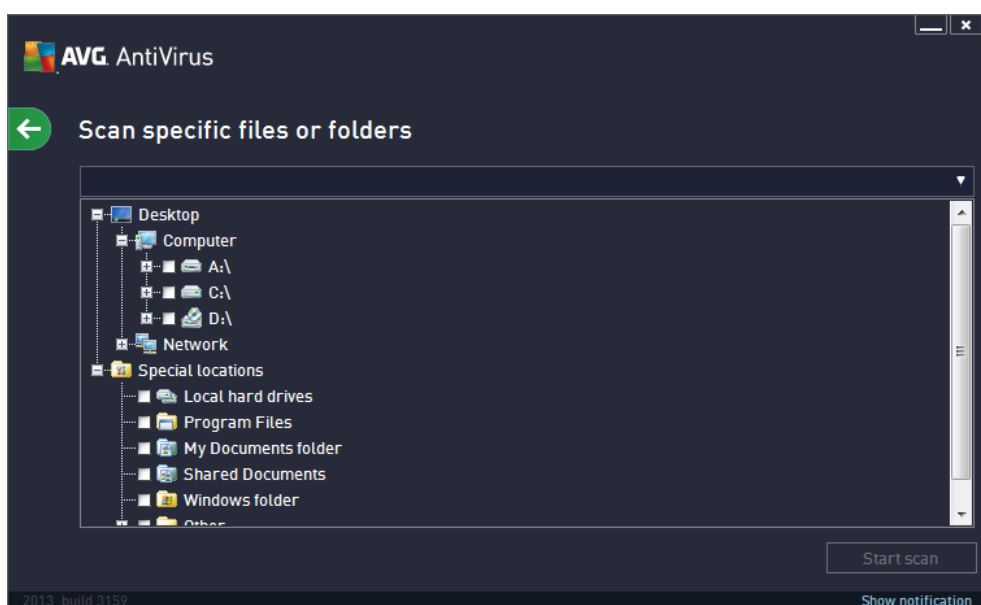 AVG. AntiVirus
Scan specific files or folders
Desktop
Computer
A:\
C:\
D:\
Network
Special locations
Local hard drives
Program Files
My Documents folder
Shared Documents
Windows folder
Other
Start scan
2013 build 3159
Show notification